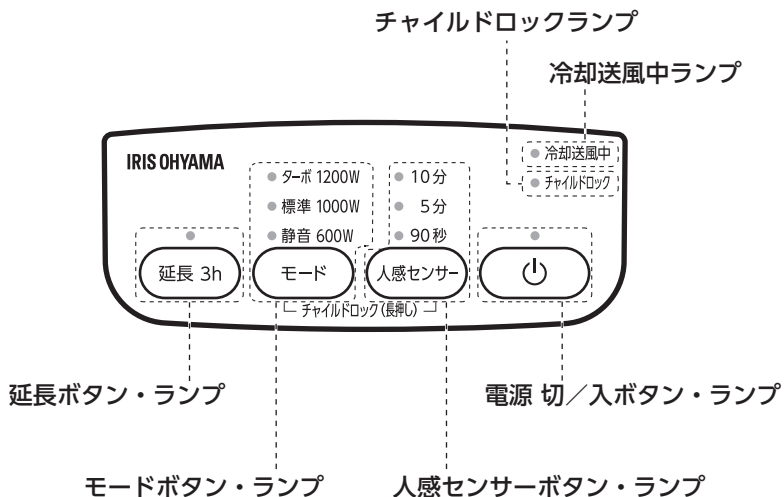 チャイルドロックランプ
冷却送風中ランプ
IRIS OHYAMA
冷却送風中
チャイルドロック
ターボ 1200W
標準 1000W
静音 600W
10分
5分
90秒
延長 3h
モード
人感センサー
チャイルドロック(長押し)
延長ボタン・ランプ
電源 切／入ボタン・ランプ
モードボタン・ランプ
人感センサーボタン・ランプ